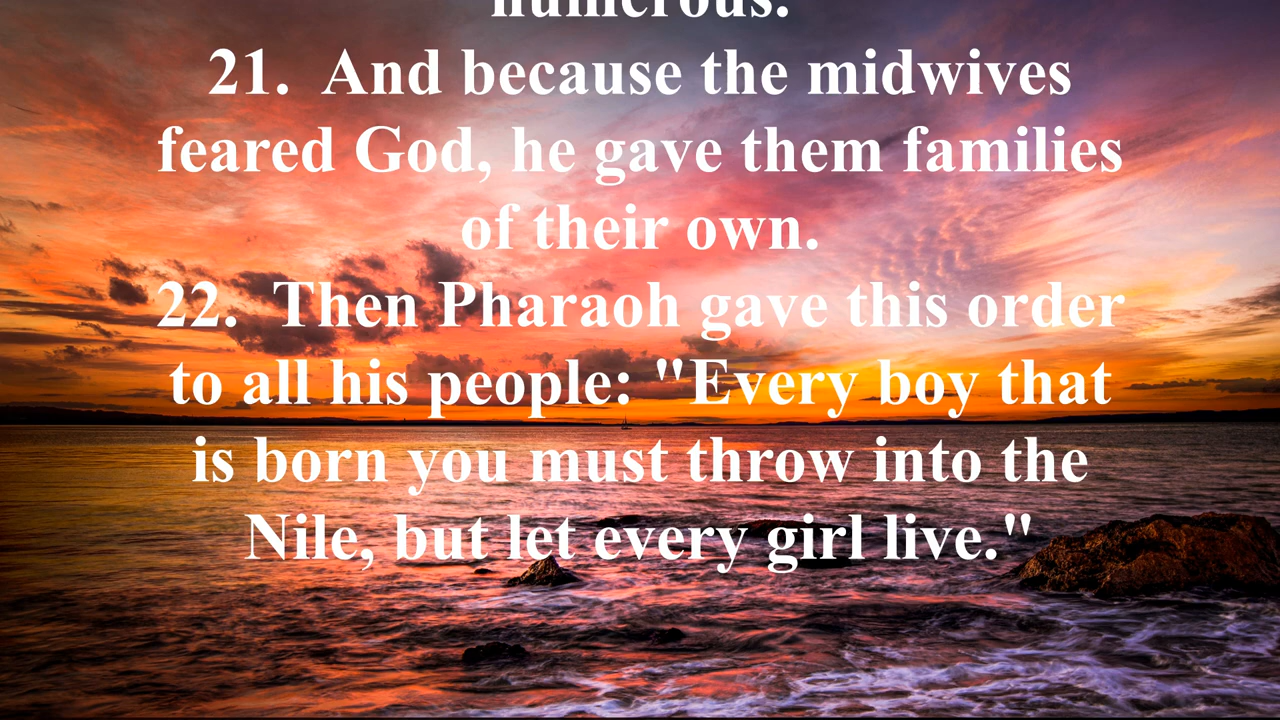 numerous.
21.  And because the midwives
feared God, he gave them families
of their own.
22.  Then Pharaoh gave this order
to all his people: "Every boy that
is born you must throw into the
Nile, but let every girl live."